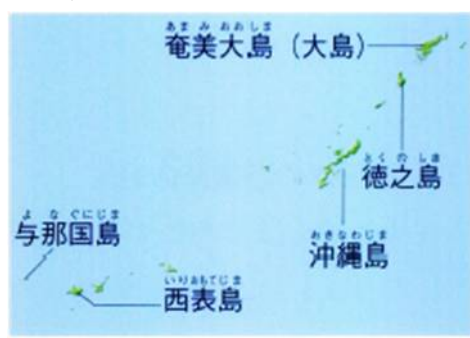 あまみおおしま
奄美大島（大島）
とくのしま
徳之島
おきなわじま
沖縄島
よなぐにじま
与那国島
いりおもてじま
西表島